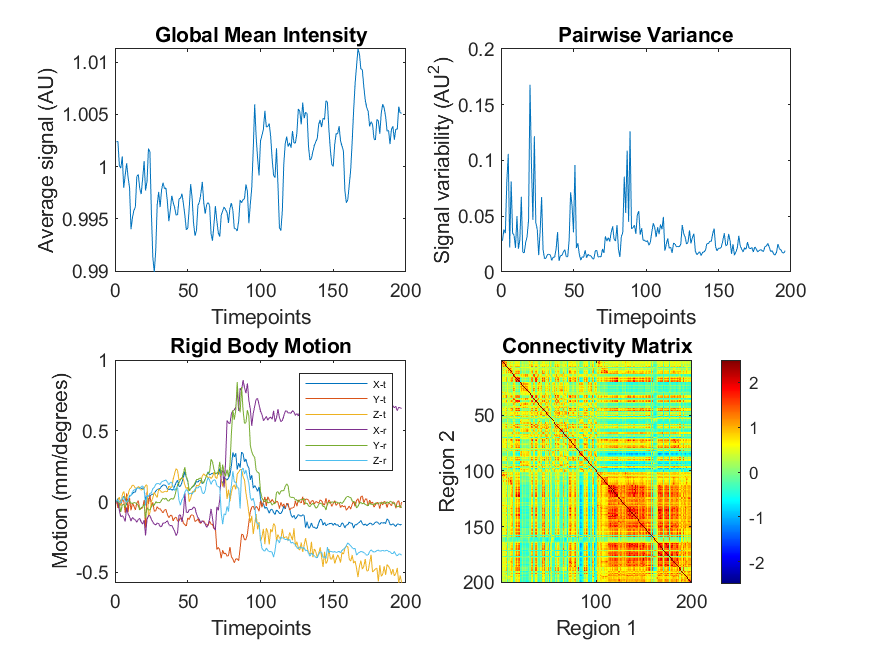 Global Mean Intensity
Average signal (AU)
1.01
1.005
1
0.995
0.99
0 50 100 150 200
Timepoints
Pairwise Variance
Signal variability (AU²)
0.2
0.15
0.1
0.05
0
0 50 100 150 200
Timepoints
Rigid Body Motion
Motion (mm/degrees)
1
0.5
0
-0.5
0 50 100 150 200
Timepoints
X-t
Y-t
Z-t
X-r
Y-r
Z-r
Connectivity Matrix
Region 2
50
100
150
200
100 200
Region 1
2
1
0
-1
-2